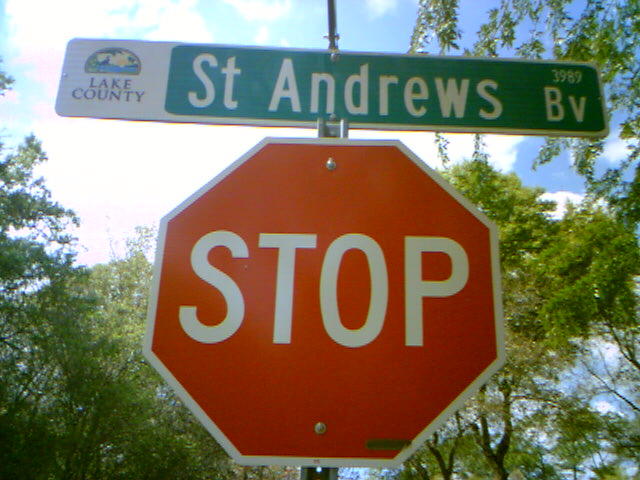 LAKE
COUNTY
St Andrews Bv
3989
STOP